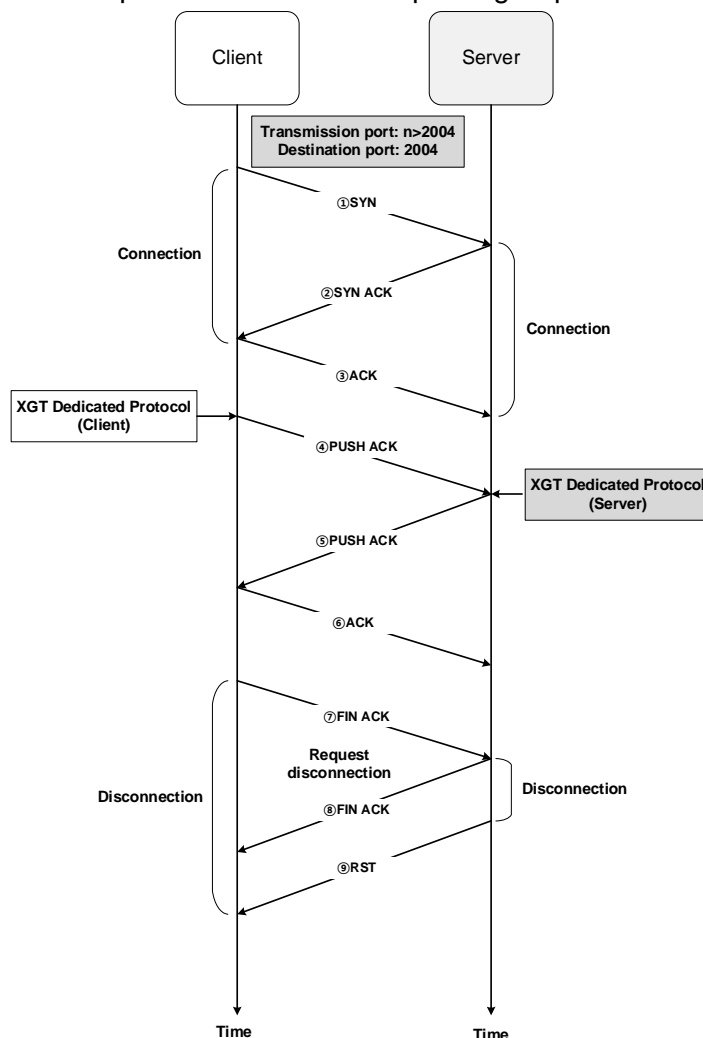 Client
Server
Transmission port: n>2004
Destination port: 2004
①SYN
Connection
②SYN ACK
Connection
③ACK
XGT Dedicated Protocol
(Client)
④PUSH ACK
XGT Dedicated Protocol
(Server)
⑤PUSH ACK
⑥ACK
⑦FIN ACK
Request
disconnection
Disconnection
Disconnection
⑧FIN ACK
⑨RST
Time
Time